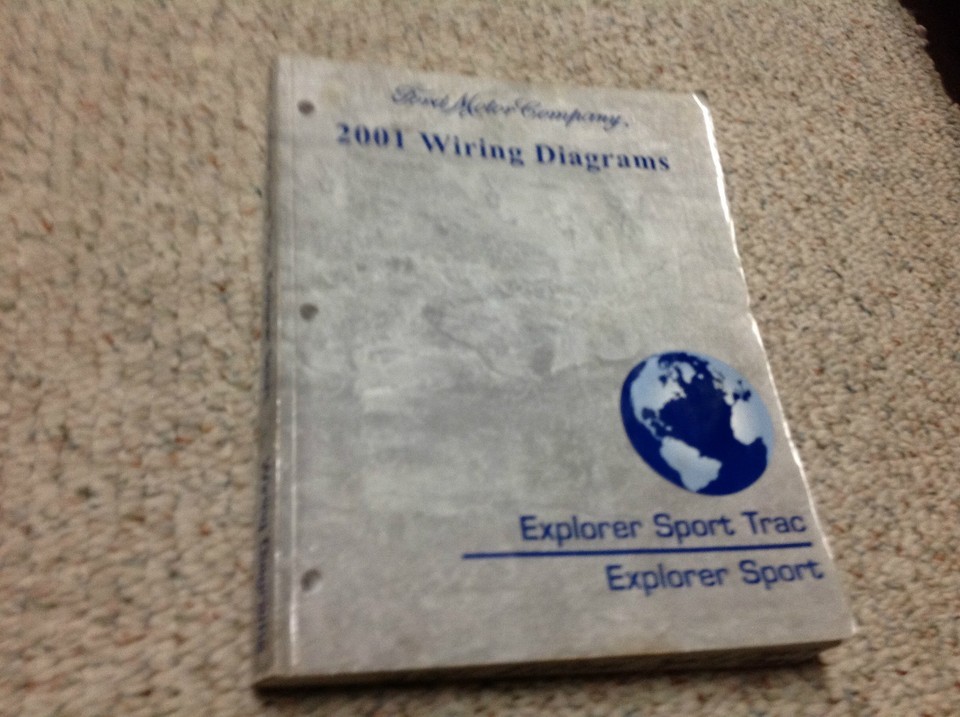 Ford Motor Company,
2001 Wiring Diagrams
Explorer Sport Trac
Explorer Sport